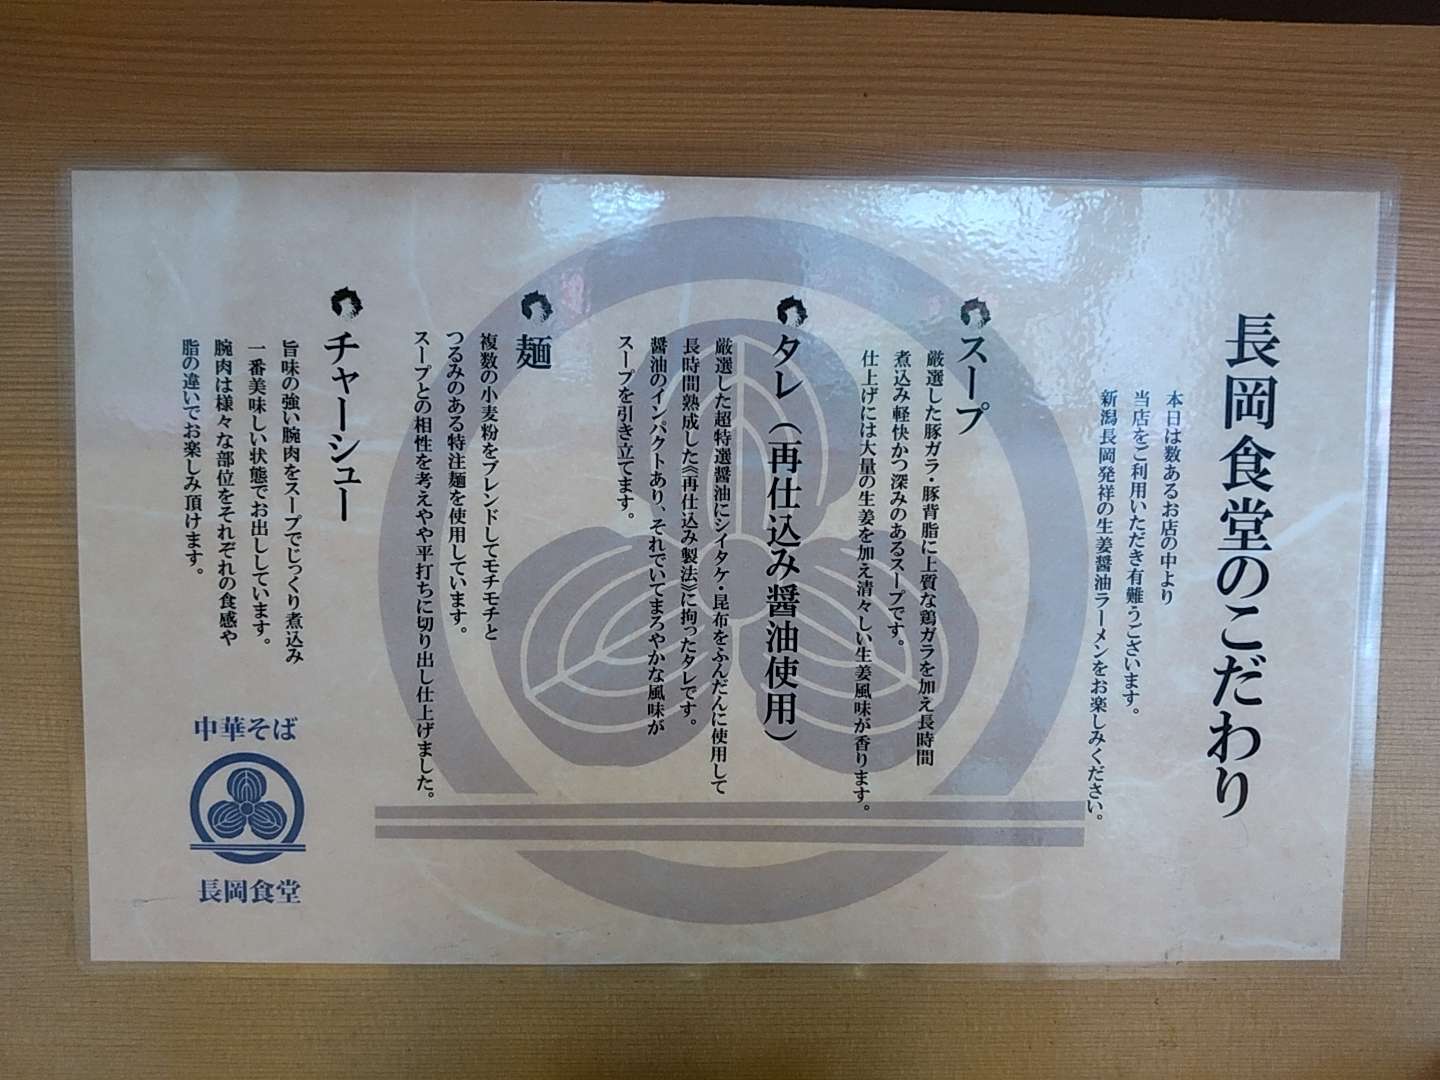 長岡食堂のこだわり
本日は数あるお店の中より
当店をご利用いただき有難うございます。
新潟長岡発祥の生姜醤油ラーメンをお楽しみください。
スープ
厳選した豚ガラ・豚背脂に上質な鶏ガラを加え長時間
煮込み軽快かつ深みのあるスープです。
仕上げには大量の生姜を加え清々しい生姜風味が香ります。
タレ（再仕込み醤油使用）
厳選した超特選醤油にシイタケ・昆布をふんだんに使用して
長時間熟成した《再仕込み製法》に拘ったタレです。
醤油のインパクトあり、それでいてまろやかな風味が
スープを引き立てます。
麺
複数の小麦粉をブレンドしてモチモチと
つるみのある特注麺を使用しています。
スープとの相性を考えやや平打ちに切り出し仕上げました。
チャーシュー
旨味の強い腕肉をスープでじっくり煮込み
一番美味しい状態でお出ししています。
腕肉は様々な部位をそれぞれの食感や
脂の違いでお楽しみ頂けます。
中華そば
長岡食堂